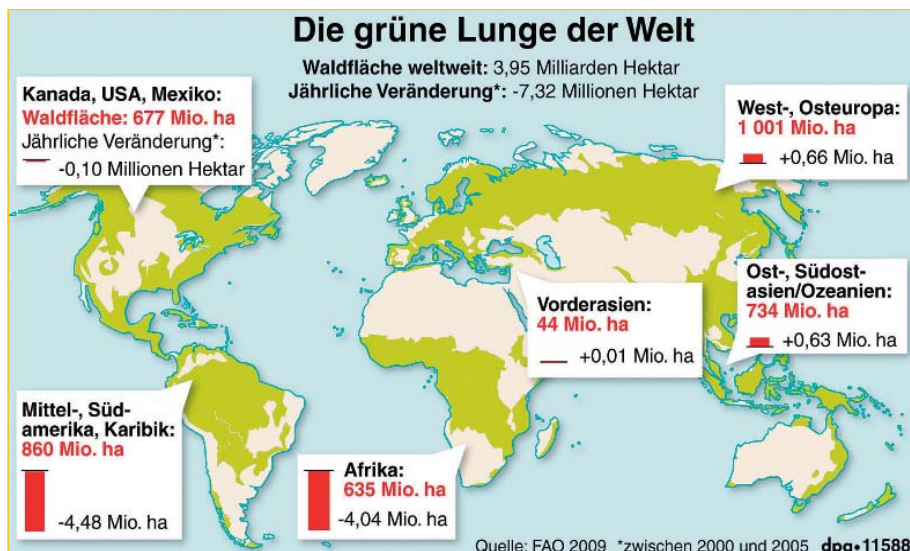 Die grüne Lunge der Welt
Waldfläche weltweit: 3,95 Milliarden Hektar
Jährliche Veränderung*: -7,32 Millionen Hektar
Kanada, USA, Mexiko:
Waldfläche: 677 Mio. ha
Jährliche Veränderung*:
-0,10 Millionen Hektar
West-, Osteuropa:
1 001 Mio. ha
+0,66 Mio. ha
Vorderasien:
44 Mio. ha
+0,01 Mio. ha
Ost-, Südost-
asien/Ozeanien:
734 Mio. ha
+0,63 Mio. ha
Mittel-, Süd-
amerika, Karibik:
860 Mio. ha
-4,48 Mio. ha
Afrika:
635 Mio. ha
-4,04 Mio. ha
Quelle: FAO 2009 *zwischen 2000 und 2005 dpa•11588